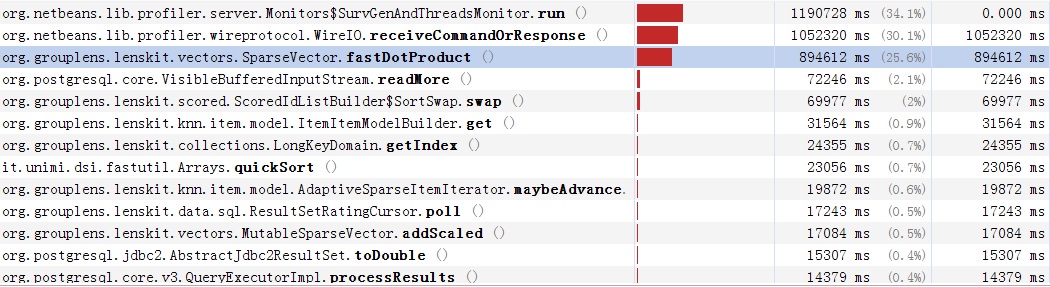 org.netbeans.lib.profiler.server.Monitors$SurvGenAndThreadsMonitor.run () 1190728 ms (34.1%) 0.000 ms
org.netbeans.lib.profiler.wireprotocol.WireIO.receiveCommandOrResponse () 1052320 ms (30.1%) 1052320 ms
org.grouplens.lenskit.vectors.SparseVector.fastDotProduct () 894612 ms (25.6%) 894612 ms
org.postgresql.core.VisibleBufferedInputStream.readMore () 72246 ms (2.1%) 72246 ms
org.grouplens.lenskit.scored.ScoredIdListBuilder$SortSwap.swap () 69977 ms (2%) 69977 ms
org.grouplens.lenskit.knn.item.model.ItemItemModelBuilder.get () 31564 ms (0.9%) 31564 ms
org.grouplens.lenskit.collections.LongKeyDomain.getIndex () 24355 ms (0.7%) 24355 ms
it.unimi.dsi.fastutil.Arrays.quickSort () 23056 ms (0.7%) 23056 ms
org.grouplens.lenskit.knn.item.model.AdaptiveSparseItemIterator.maybeAdvance. 19872 ms (0.6%) 19872 ms
org.grouplens.lenskit.data.sql.ResultSetRatingCursor.poll () 17243 ms (0.5%) 17243 ms
org.grouplens.lenskit.vectors.MutableSparseVector.addScaled () 17084 ms (0.5%) 17084 ms
org.postgresql.jdbc2.AbstractJdbc2ResultSet.toDouble () 15307 ms (0.4%) 15307 ms
org.postgresql.core.v3.QueryExecutorImpl.processResults () 14379 ms (0.4%) 14379 ms